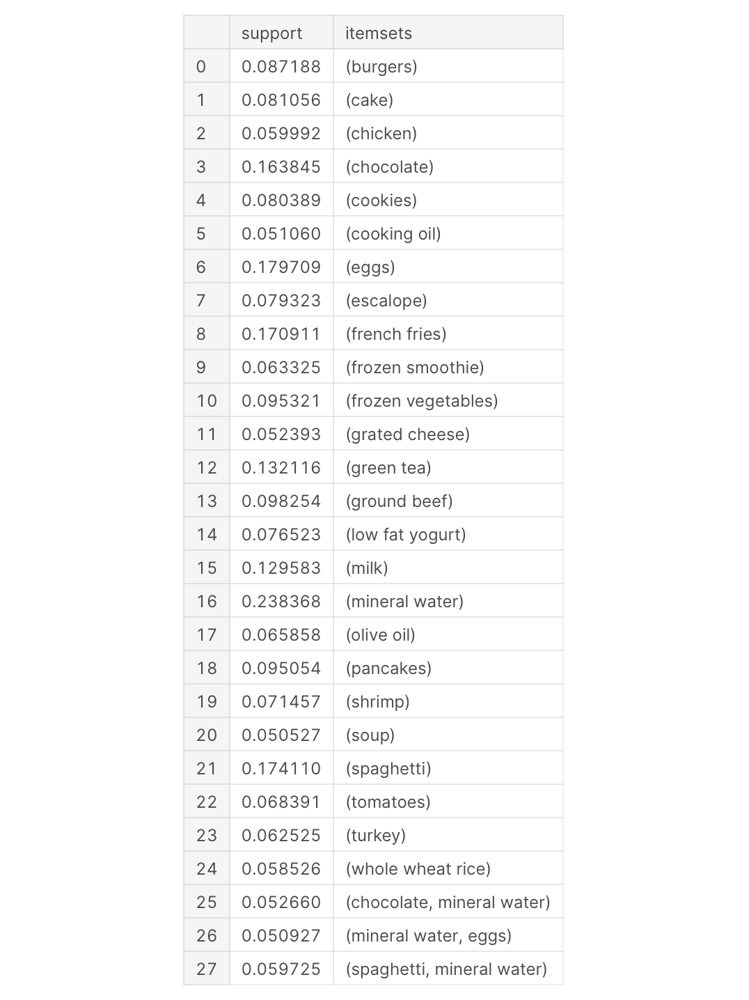 support itemsets
0 0.087188 (burgers)
1 0.081056 (cake)
2 0.059992 (chicken)
3 0.163845 (chocolate)
4 0.080389 (cookies)
5 0.051060 (cooking oil)
6 0.179709 (eggs)
7 0.079323 (escalope)
8 0.170911 (french fries)
9 0.063325 (frozen smoothie)
10 0.095321 (frozen vegetables)
11 0.052393 (grated cheese)
12 0.132116 (green tea)
13 0.098254 (ground beef)
14 0.076523 (low fat yogurt)
15 0.129583 (milk)
16 0.238368 (mineral water)
17 0.065858 (olive oil)
18 0.095054 (pancakes)
19 0.071457 (shrimp)
20 0.050527 (soup)
21 0.174110 (spaghetti)
22 0.068391 (tomatoes)
23 0.062525 (turkey)
24 0.058526 (whole wheat rice)
25 0.052660 (chocolate, mineral water)
26 0.050927 (mineral water, eggs)
27 0.059725 (spaghetti, mineral water)